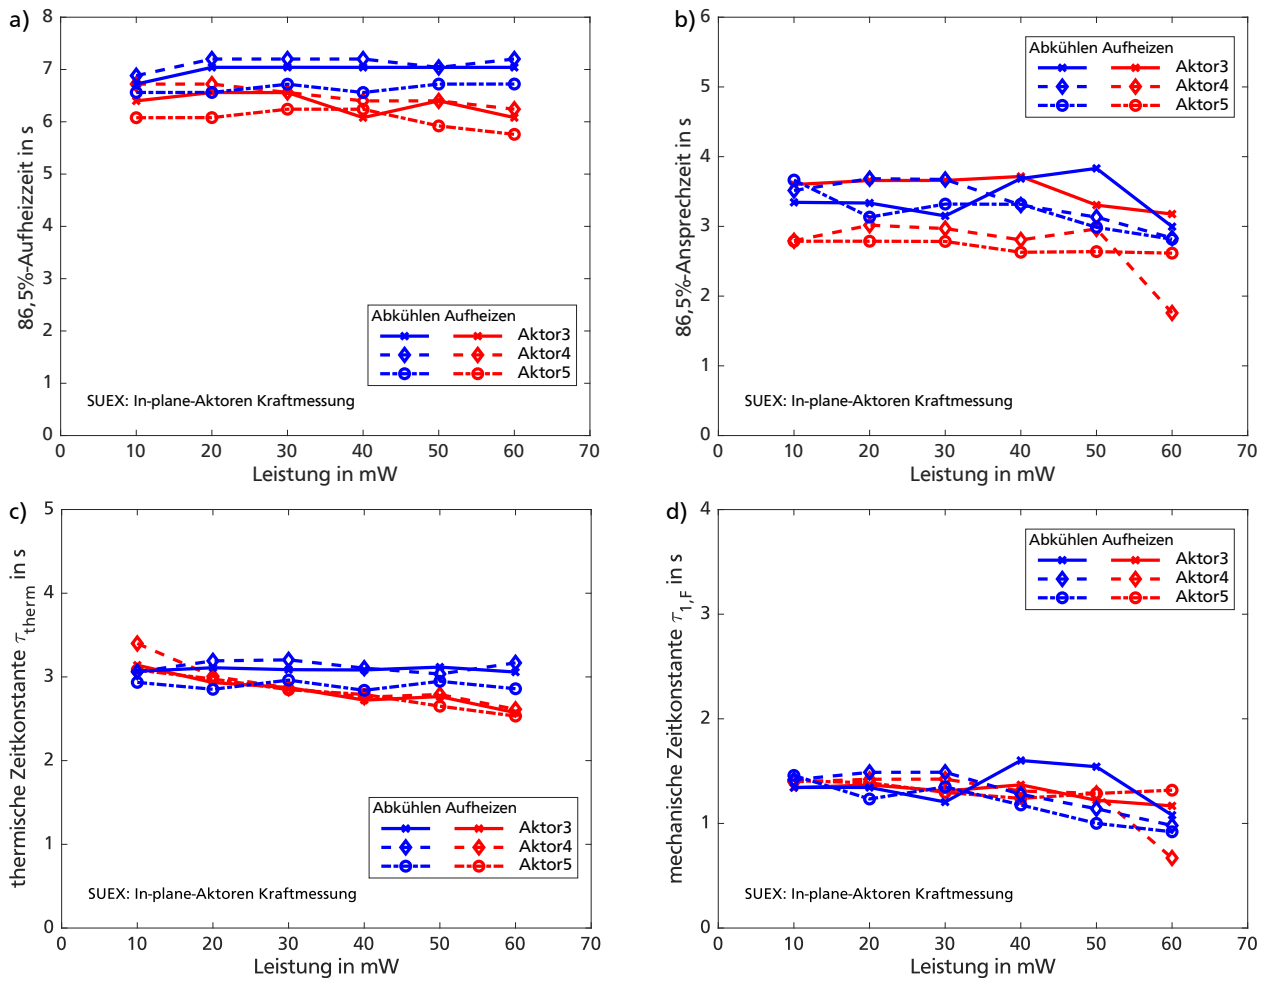 a)
8
7
6
5
4
3
2
1
0
86,5%-Aufheizzeit in s
Abkühlen Aufheizen
Aktor3
Aktor4
Aktor5
SUEX: In-plane-Aktoren Kraftmessung
0 10 20 30 40 50 60 70
Leistung in mW
b)
6
5
4
3
2
1
0
86,5%-Ansprechzeit in s
Abkühlen Aufheizen
Aktor3
Aktor4
Aktor5
SUEX: In-plane-Aktoren Kraftmessung
0 10 20 30 40 50 60 70
Leistung in mW
c)
5
4
3
2
1
0
thermische Zeitkonstante τtherm in s
Abkühlen Aufheizen
Aktor3
Aktor4
Aktor5
SUEX: In-plane-Aktoren Kraftmessung
0 10 20 30 40 50 60 70
Leistung in mW
d)
4
3
2
1
0
mechanische Zeitkonstante τ1,F in s
Abkühlen Aufheizen
Aktor3
Aktor4
Aktor5
SUEX: In-plane-Aktoren Kraftmessung
0 10 20 30 40 50 60 70
Leistung in mW